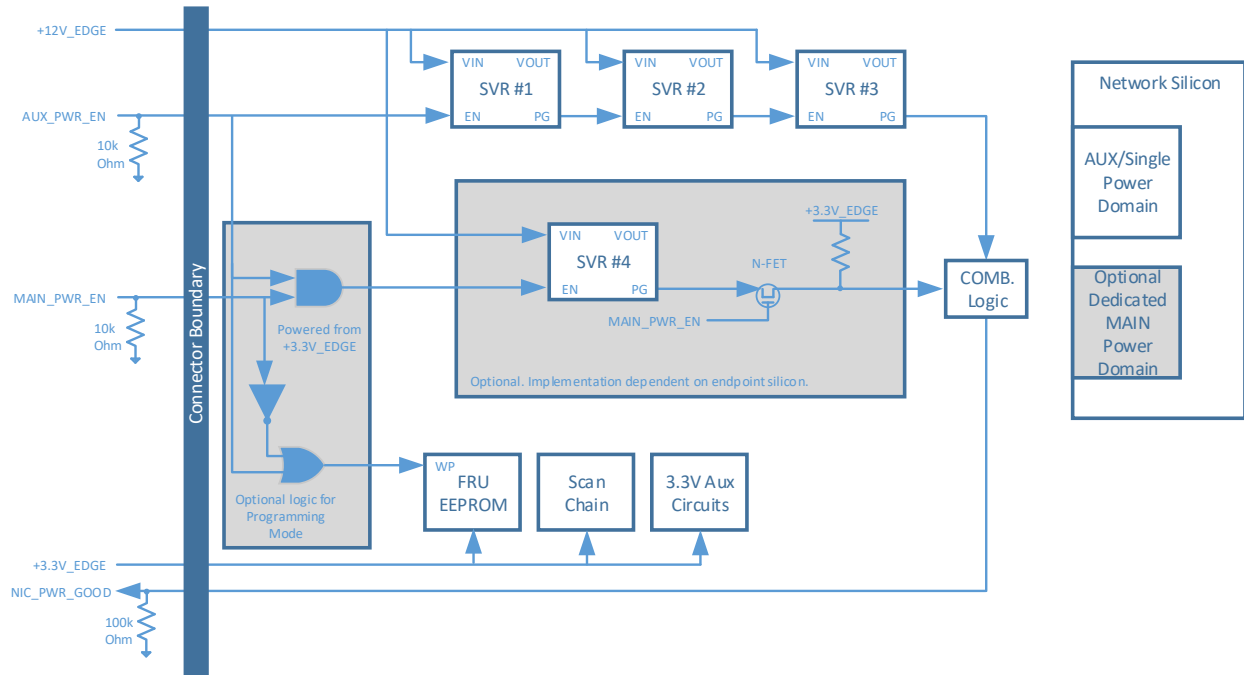 +12V_EDGE
AUX_PWR_EN
10k
Ohm
MAIN_PWR_EN
10k
Ohm
+3.3V_EDGE
NIC_PWR_GOOD
100k
Ohm
Connector Boundary
VIN VOUT
SVR #1
EN PG
VIN VOUT
SVR #2
EN PG
VIN VOUT
SVR #3
EN PG
Powered from
+3.3V_EDGE
Optional logic for
Programming
Mode
VIN VOUT
SVR #4
EN PG
N-FET
MAIN_PWR_EN
+3.3V_EDGE
Optional. Implementation dependent on endpoint silicon.
COMB.
Logic
WP
FRU
EEPROM
Scan
Chain
3.3V Aux
Circuits
Network Silicon
AUX/Single
Power
Domain
Optional
Dedicated
MAIN
Power
Domain